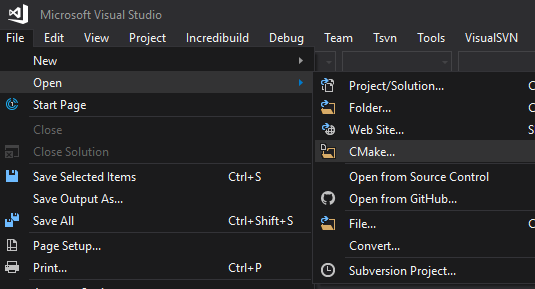 Microsoft Visual Studio
File Edit View Project Incredibuild Debug Team Tsvn Tools VisualSVN
New
Open
Start Page
Close
Close Solution
Save Selected Items Ctrl+S
Save Output As...
Save All Ctrl+Shift+S
Page Setup...
Print... Ctrl+P
Project/Solution... C
Folder... C
Web Site... S
CMake...
Open from Source Control
Open from GitHub...
File... C
Convert...
Subversion Project...